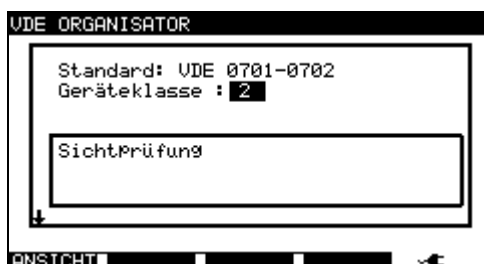 VDE ORGANISATOR
Standard: VDE 0701-0702
Geräteklasse : 2
Sichtprüfung
ANSICHT